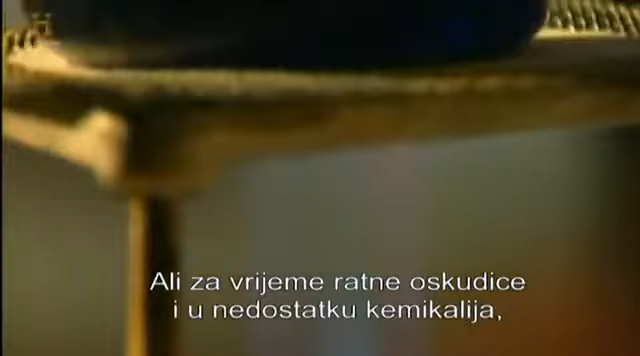 H
Ali za vrijeme ratne oskudice
i u nedostatku kemikalija,